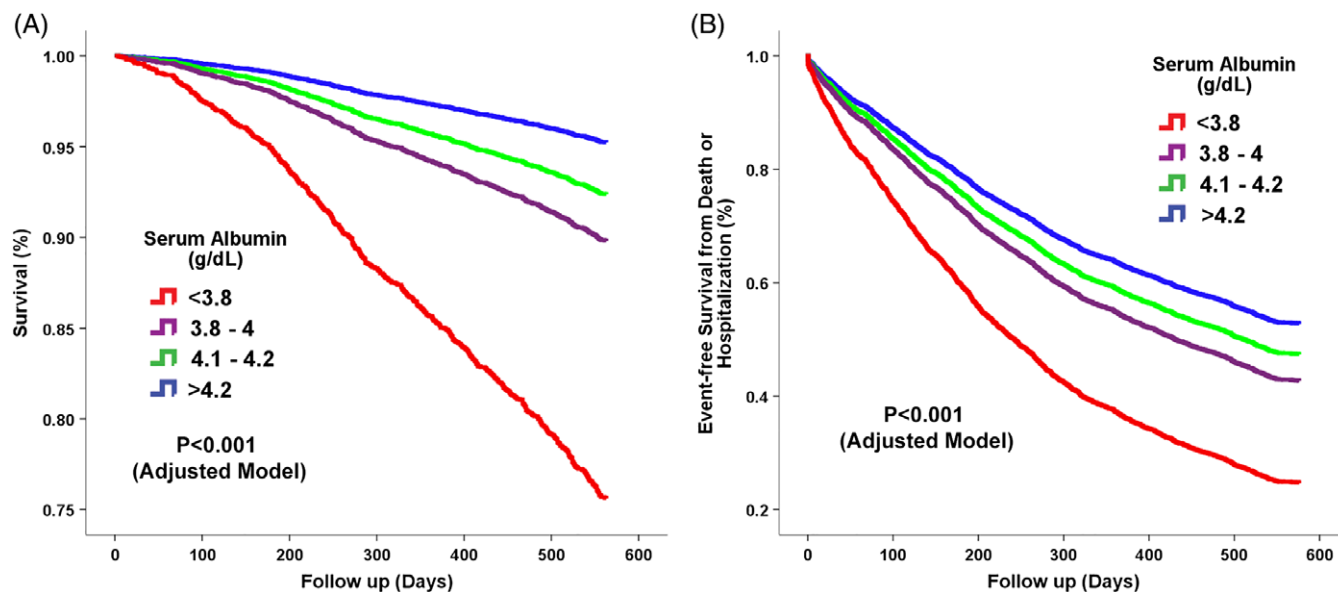 (A)
1.00
0.95
0.90
0.85
0.80
0.75
Survival (%)
Serum Albumin
(g/dL)
<3.8
3.8 - 4
4.1 - 4.2
>4.2
P<0.001
(Adjusted Model)
0 100 200 300 400 500 600
Follow up (Days)
(B)
1.0
0.8
0.6
0.4
0.2
Event-free Survival from Death or
Hospitalization (%)
Serum Albumin
(g/dL)
<3.8
3.8 - 4
4.1 - 4.2
>4.2
P<0.001
(Adjusted Model)
0 100 200 300 400 500 600
Follow up (Days)